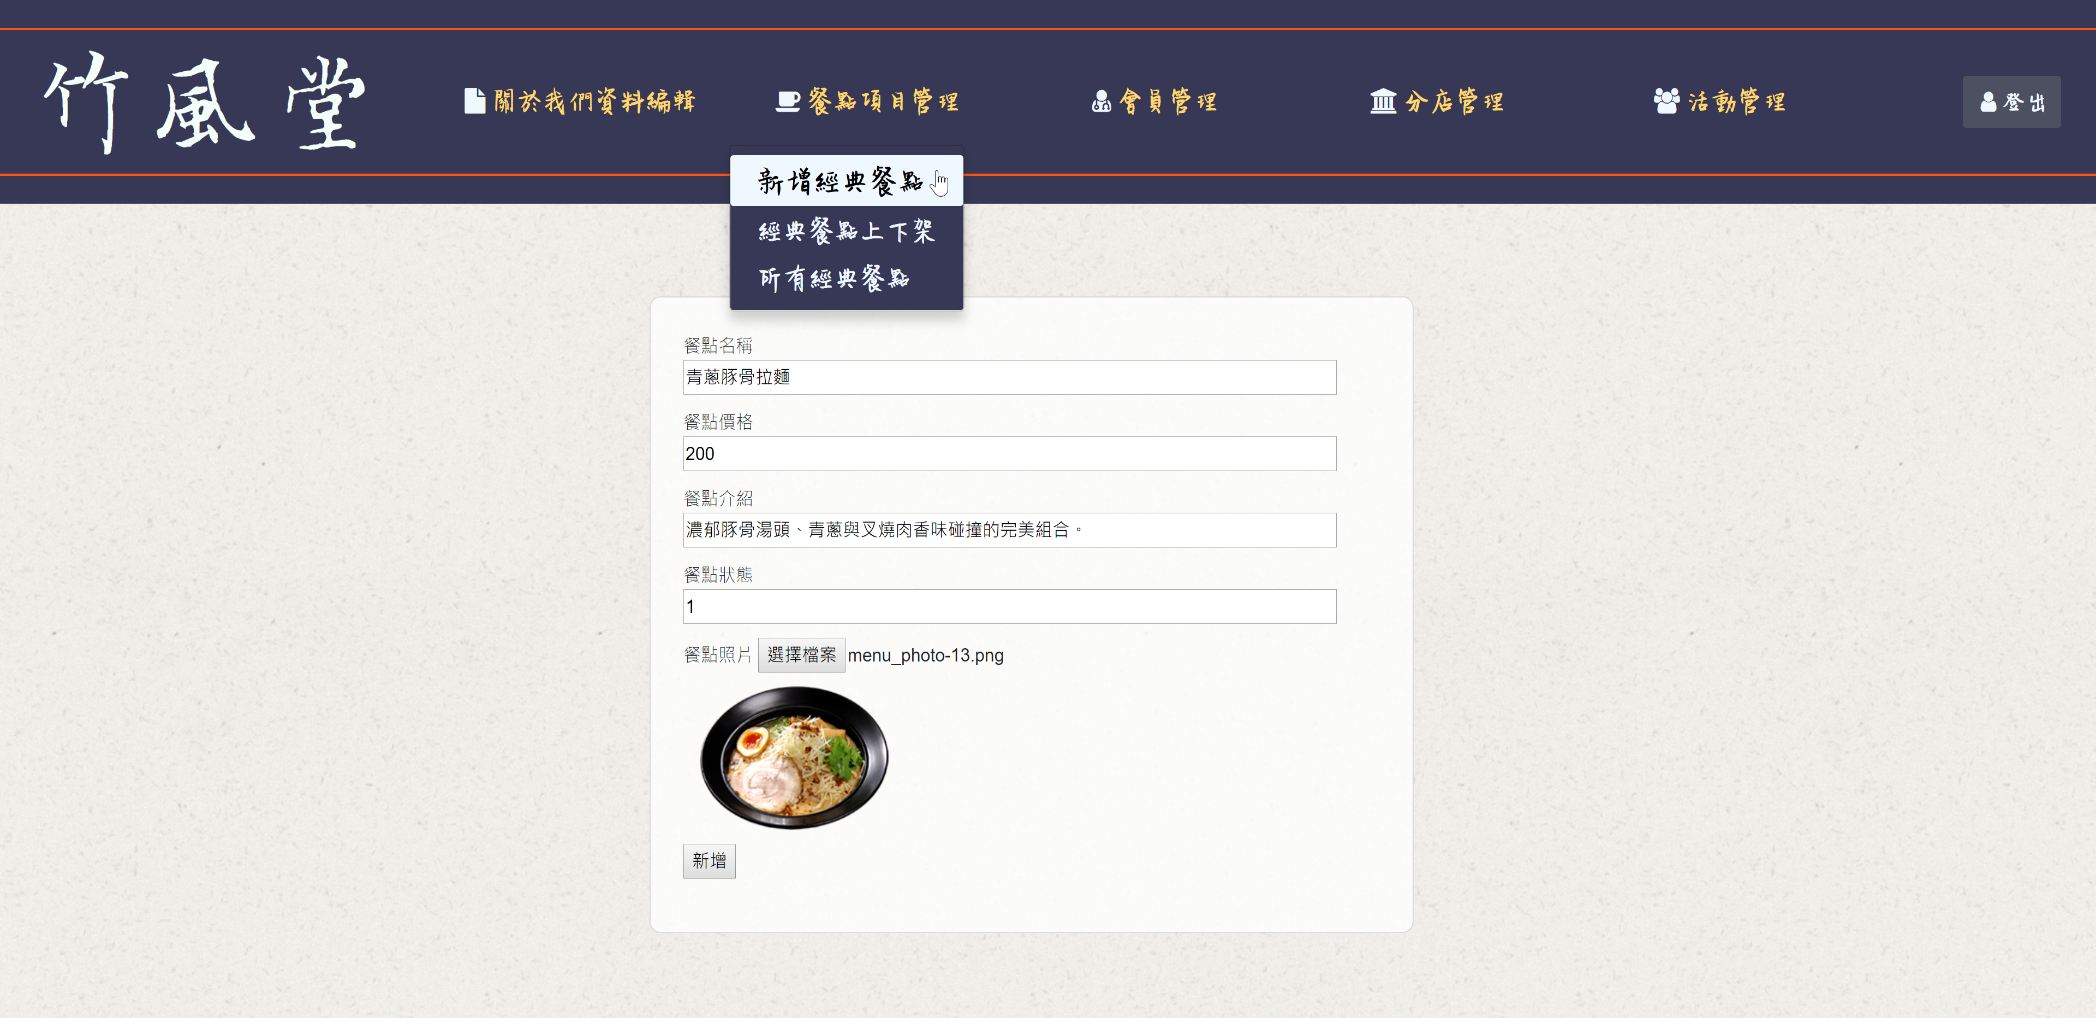 竹風堂
關於我們資料編輯
餐點項目管理
會員管理
分店管理
活動管理
登出
新增經典餐點
經典餐點上下架
所有經典餐點
餐點名稱
青蔥豚骨拉麵
餐點價格
200
餐點介紹
濃郁豚骨湯頭、青蔥與叉燒肉香味碰撞的完美組合。
餐點狀態
1
餐點照片 選擇檔案 menu_photo-13.png
新增